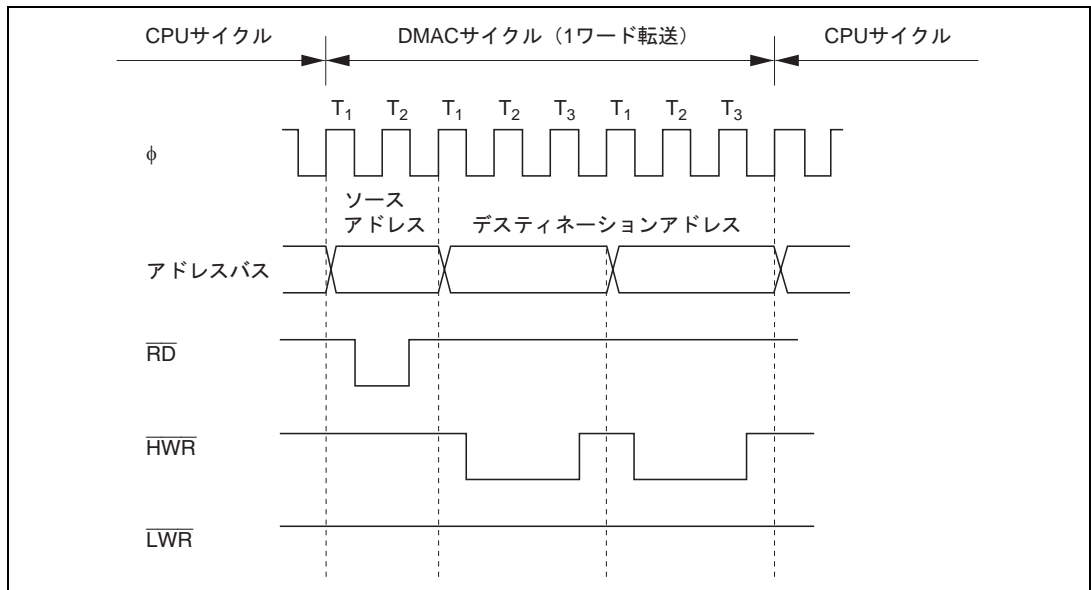 CPUサイクル DMACサイクル（1ワード転送） CPUサイクル
T1 T2 T1 T2 T3 T1 T2 T3
φ
ソース
アドレス デスティネーションアドレス
アドレスバス
RD
HWR
LWR